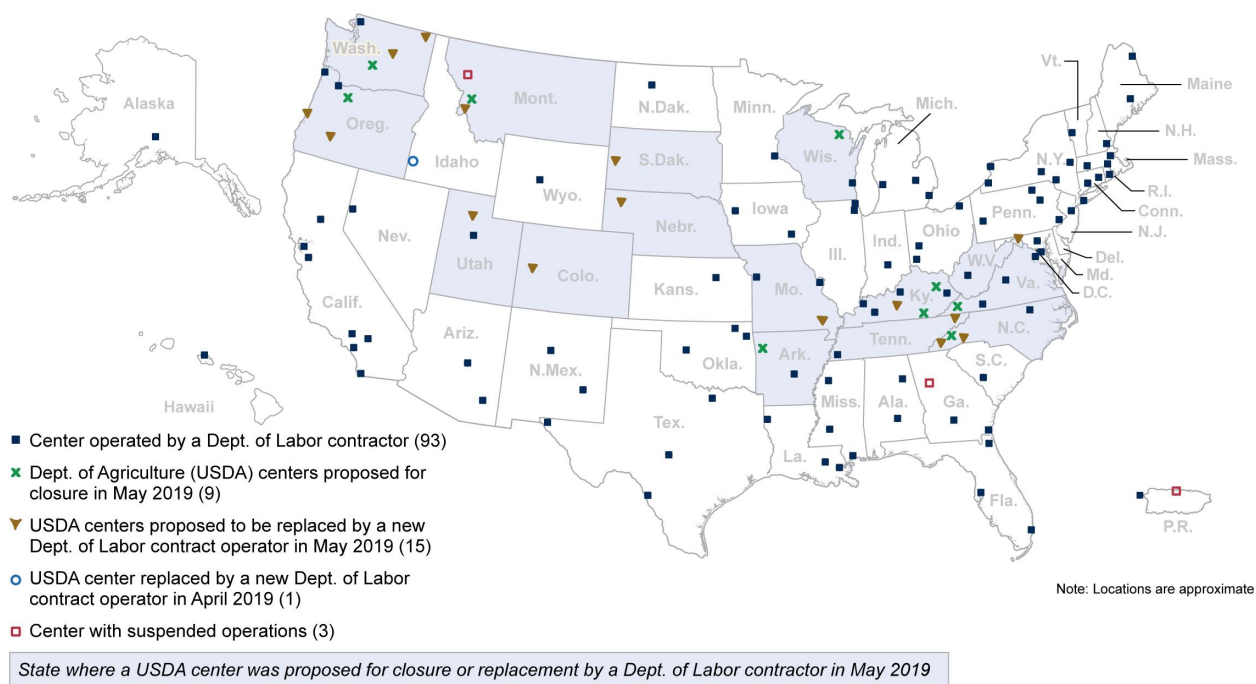 Alaska
Hawaii
Wash.
Oreg.
Idaho
Mont.
N.Dak.
Minn.
Wis.
Mich.
Vt.
Maine
N.H.
Mass.
R.I.
Conn.
N.J.
Del.
Md.
D.C.
N.Y.
Penn.
S.Dak.
Wyo.
Nebr.
Iowa
Ill.
Ind.
Ohio
W.V.
Va.
Nev.
Utah
Colo.
Kans.
Mo.
Ky.
N.C.
Tenn.
Calif.
Ariz.
N.Mex.
Okla.
Ark.
S.C.
Miss.
Ala.
Ga.
Tex.
La.
Fla.
P.R.
Center operated by a Dept. of Labor contractor (93)
Dept. of Agriculture (USDA) centers proposed for
closure in May 2019 (9)
USDA centers proposed to be replaced by a new
Dept. of Labor contract operator in May 2019 (15)
USDA center replaced by a new Dept. of Labor
contract operator in April 2019 (1)
Center with suspended operations (3)
Note: Locations are approximate
State where a USDA center was proposed for closure or replacement by a Dept. of Labor contractor in May 2019